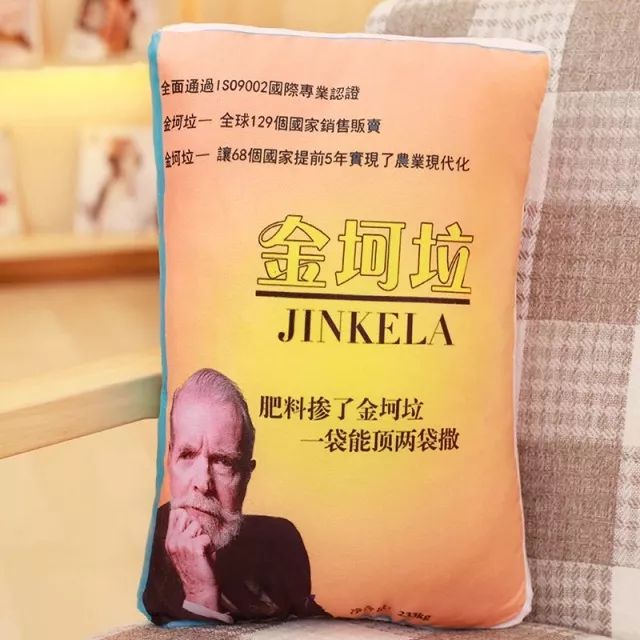 全面通過ISO9002國際專業認證
金坷垃一 全球129個國家銷售販賣
金坷垃一 讓68個國家提前5年實現了農業現代化
金坷垃
JINKELA
肥料掺了金坷垃
一袋能顶两袋撒